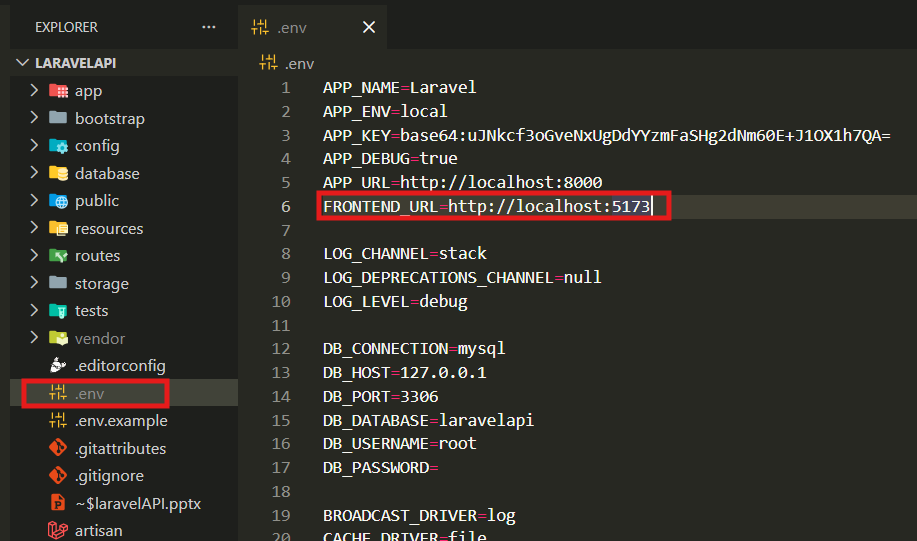 EXPLORER
LARAVELAPI
app
bootstrap
config
database
public
resources
routes
storage
tests
vendor
.editorconfig
.env
.env.example
.gitattributes
.gitignore
~$laravelAPI.pptx
artisan
.env
.env
1 APP_NAME=Laravel
2 APP_ENV=local
3 APP_KEY=base64:uJNkcf3oGveNxUgDdYYzmFaSHg2dNm60E+J1OX1h7QA=
4 APP_DEBUG=true
5 APP_URL=http://localhost:8000
6 FRONTEND_URL=http://localhost:5173
7
8 LOG_CHANNEL=stack
9 LOG_DEPRECATIONS_CHANNEL=null
10 LOG_LEVEL=debug
11
12 DB_CONNECTION=mysql
13 DB_HOST=127.0.0.1
14 DB_PORT=3306
15 DB_DATABASE=laravelapi
16 DB_USERNAME=root
17 DB_PASSWORD=
18
19 BROADCAST_DRIVER=log
20 CACHE_DRIVER=file